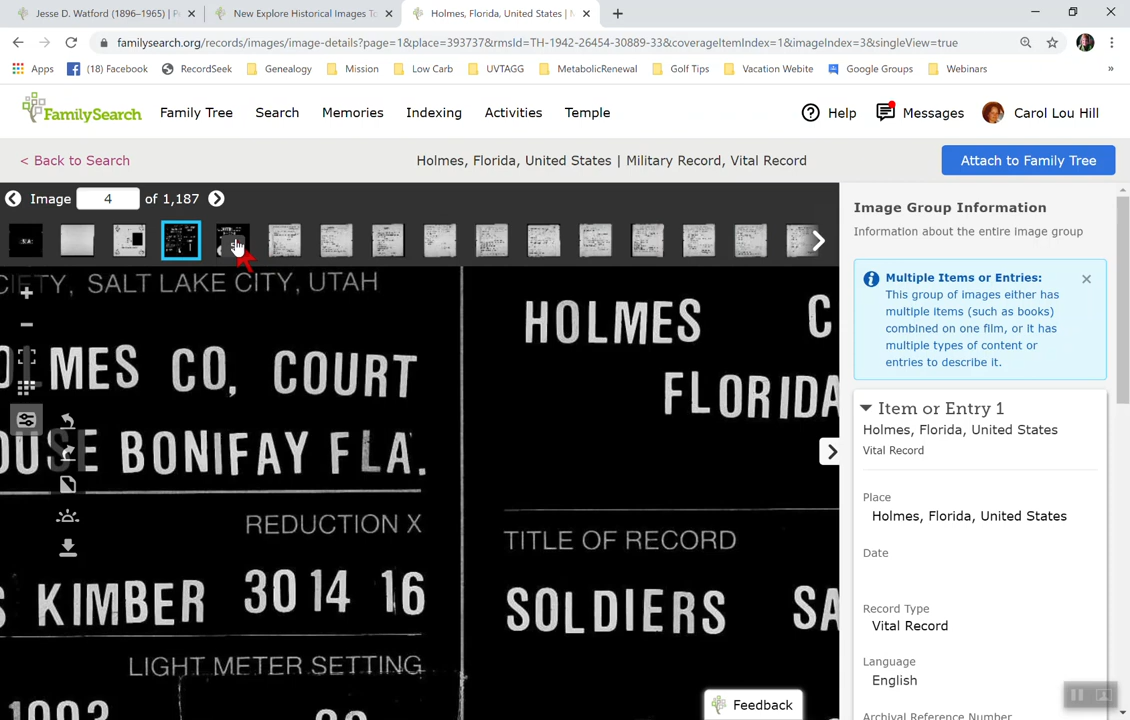 Jesse D. Watford (1896–1965) | P
New Explore Historical Images To
Holmes, Florida, United States | M
familysearch.org/records/images/image-details?page=1&place=393737&rmsId=TH-1942-26454-30889-33&coverageItemIndex=1&imageIndex=3&singleView=true
Apps
(18) Facebook
RecordSeek
Genealogy
Mission
Low Carb
UVTAGG
MetabolicRenewal
Golf Tips
Vacation Webite
Google Groups
Webinars
»
FamilySearch
Family Tree
Search
Memories
Indexing
Activities
Temple
Help
Messages
Carol Lou Hill
< Back to Search
Holmes, Florida, United States | Military Record, Vital Record
Attach to Family Tree
Image 4 of 1,187
CIETY, SALT LAKE CITY, UTAH
OLMES CO, COURT
OUSE BONIFAY FLA.
REDUCTION X
S KIMBER 3014 16
LIGHT METER SETTING
1993
HOLMES C
FLORIDA
TITLE OF RECORD
SOLDIERS SA
Image Group Information
Information about the entire image group
Multiple Items or Entries:
This group of images either has
multiple items (such as books)
combined on one film, or it has
multiple types of content or
entries to describe it.
Item or Entry 1
Holmes, Florida, United States
Vital Record
Place
Holmes, Florida, United States
Date
Record Type
Vital Record
Language
English
Archival Reference Number
Feedback